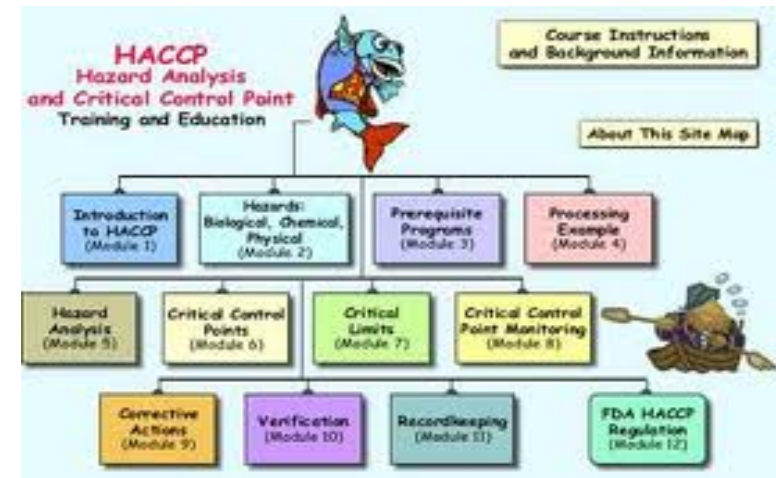 HACCP
Hazard Analysis
and Critical Control Point
Training and Education
Course Instructions
and Background Information
About This Site Map
Introduction
to HACCP
(Module 1)
Hazards:
Biological, Chemical,
Physical
(Module 2)
Prerequisite
Programs
(Module 3)
Processing
Example
(Module 4)
Hazard
Analysis
(Module 5)
Critical Control
Points
(Module 6)
Critical
Limits
(Module 7)
Critical Control
Point Monitoring
(Module 8)
Corrective
Actions
(Module 9)
Verification
(Module 10)
Recordkeeping
(Module 11)
FDA HACCP
Regulation
(Module 12)